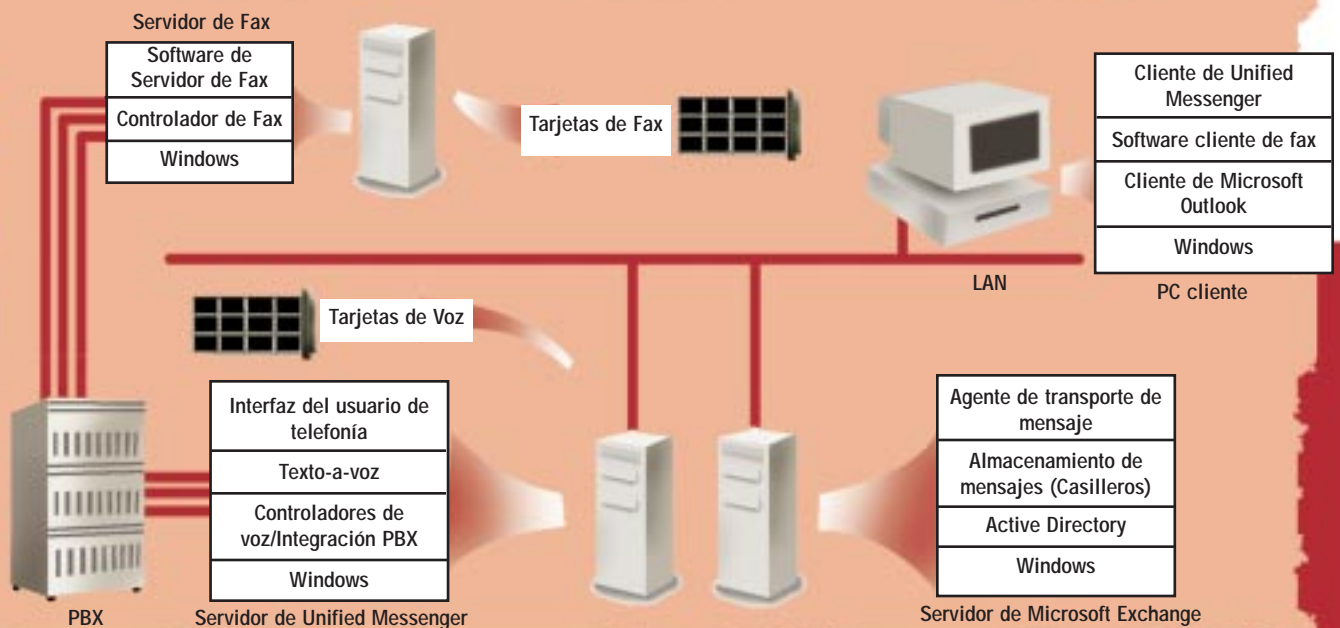 Servidor de Fax
Software de
Servidor de Fax
Controlador de Fax
Windows
Tarjetas de Fax
Cliente de Unified
Messenger
Software cliente de fax
Cliente de Microsoft
Outlook
Windows
PC cliente
LAN
Tarjetas de Voz
Interfaz del usuario de
telefonía
Texto-a-voz
Controladores de
voz/Integración PBX
Windows
Servidor de Unified Messenger
PBX
Agente de transporte de
mensaje
Almacenamiento de
mensajes (Casilleros)
Active Directory
Windows
Servidor de Microsoft Exchange